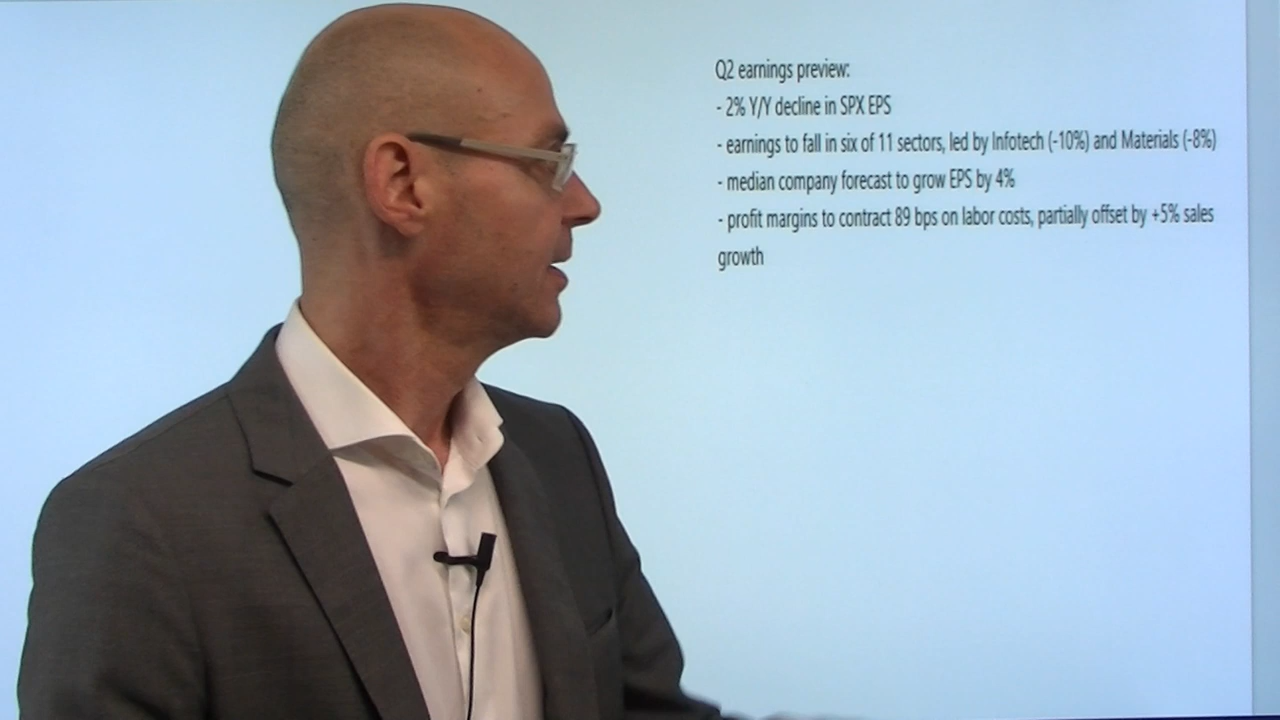 Q2 earnings preview:
- 2% Y/Y decline in SPX EPS
- earnings to fall in six of 11 sectors, led by Infotech (-10%) and Materials (-8%)
- median company forecast to grow EPS by 4%
- profit margins to contract 89 bps on labor costs, partially offset by +5% sales
growth